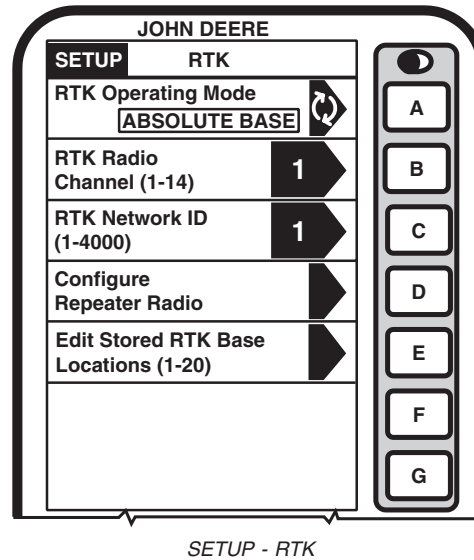 JOHN DEERE
SETUP RTK
RTK Operating Mode
ABSOLUTE BASE
A
RTK Radio
Channel (1-14)
1
B
RTK Network ID
(1-4000)
1
C
Configure
Repeater Radio
D
Edit Stored RTK Base
Locations (1-20)
E
F
G
SETUP - RTK